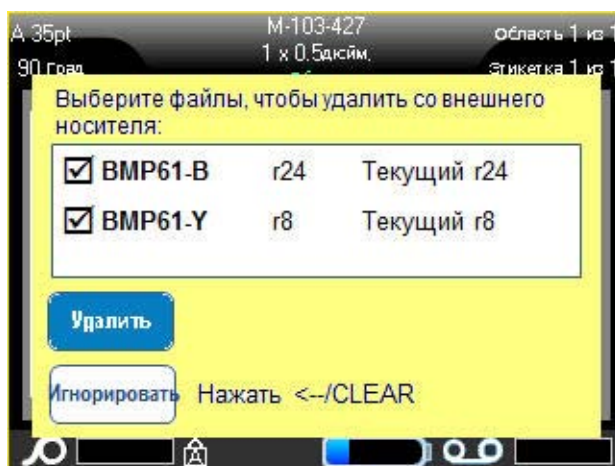 A 35pt M-103-427 Область 1 из 1
90 Град 1 x 0.5дюйм. Этикетка 1 из 1
Выберите файлы, чтобы удалить со внешнего
носителя:
BMP61-B r24 Текущий r24
BMP61-Y r8 Текущий r8
Удалить
Игнорировать Нажать <--/CLEAR